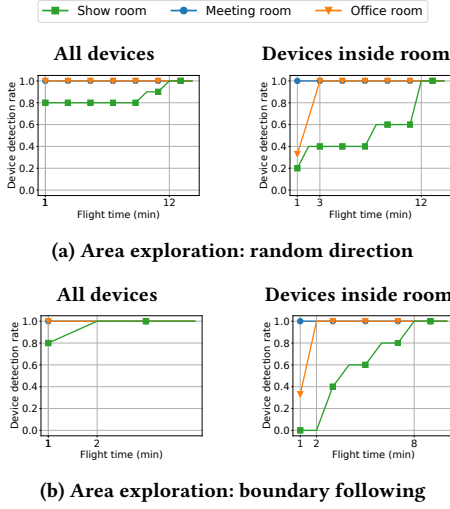 Show room Meeting room Office room
All devices Devices inside room
Device detection rate
1.0
0.8
0.6
0.4
0.2
0.0
1 12
Flight time (min)
Device detection rate
1.0
0.8
0.6
0.4
0.2
0.0
1 3 12
Flight time (min)
(a) Area exploration: random direction
All devices Devices inside room
Device detection rate
1.0
0.8
0.6
0.4
0.2
0.0
1 2
Flight time (min)
Device detection rate
1.0
0.8
0.6
0.4
0.2
0.0
1 2 8
Flight time (min)
(b) Area exploration: boundary following